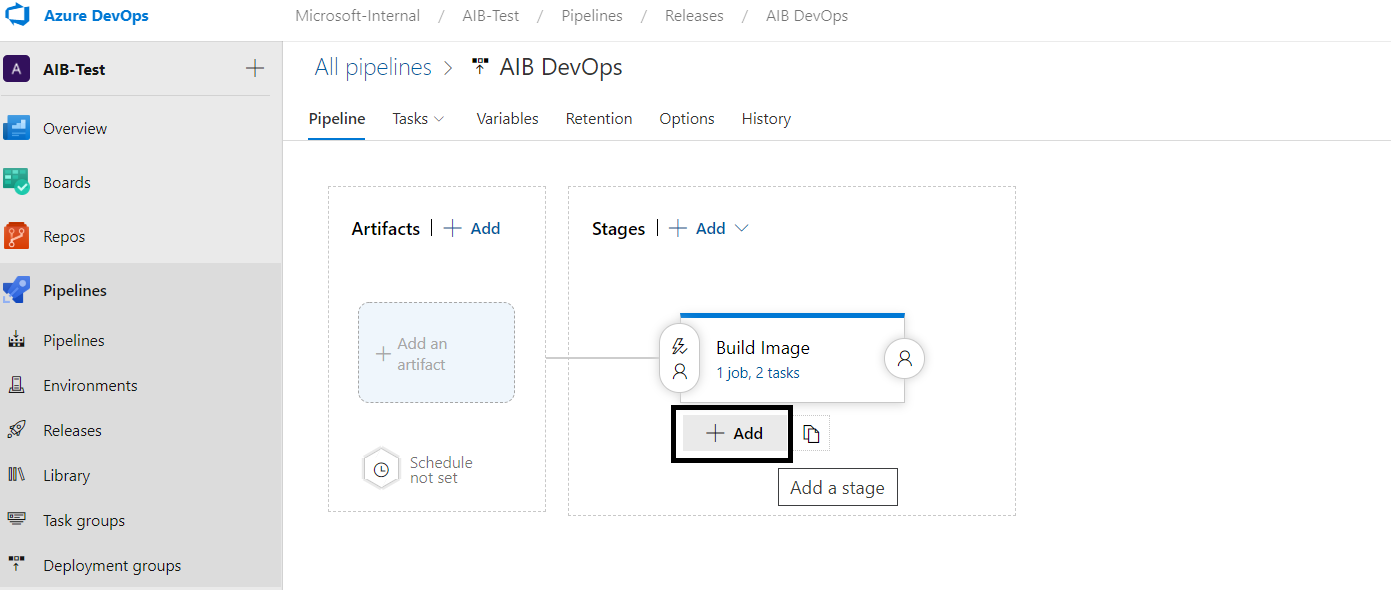 Azure DevOps
Microsoft-Internal / AIB-Test / Pipelines / Releases / AIB DevOps
A AIB-Test
Overview
Boards
Repos
Pipelines
Pipelines
Environments
Releases
Library
Task groups
Deployment groups
All pipelines > AIB DevOps
Pipeline Tasks Variables Retention Options History
Artifacts | + Add
Add an
artifact
Schedule
not set
Stages | + Add
Build Image
1 job, 2 tasks
+ Add
Add a stage